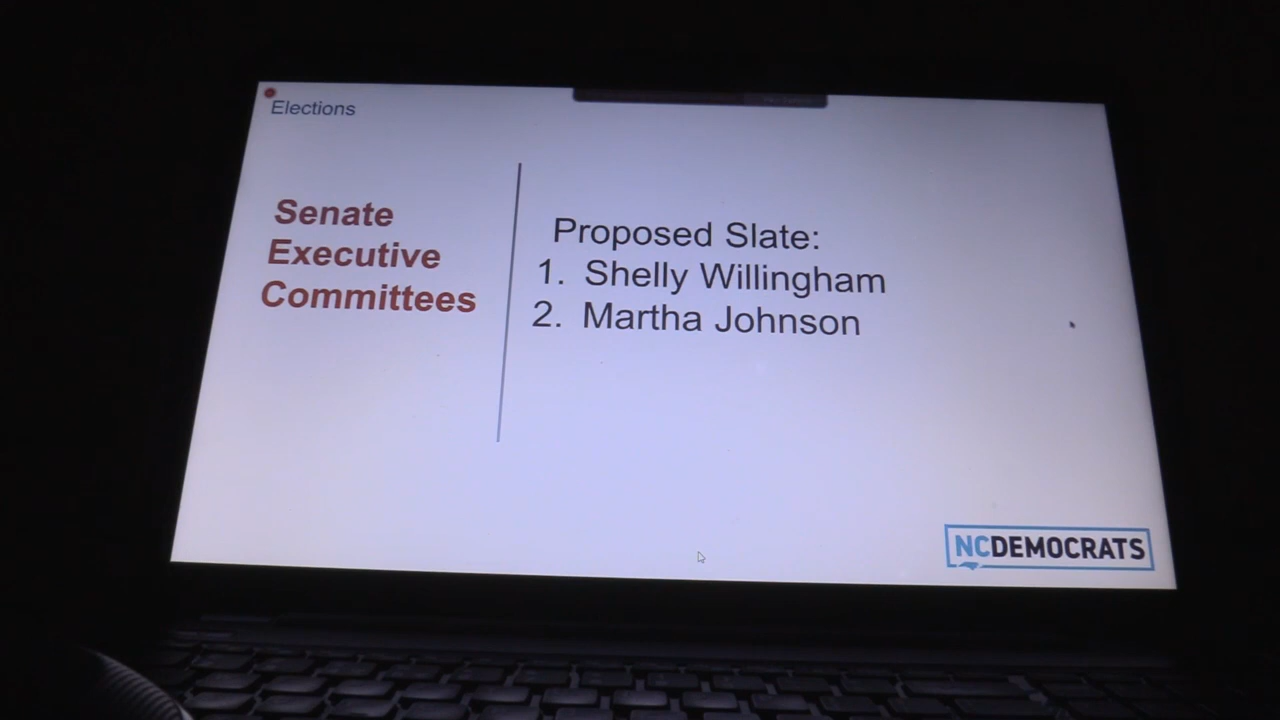 Elections
Senate
Executive
Committees
Proposed Slate:
1. Shelly Willingham
2. Martha Johnson
NCDEMOCRATS